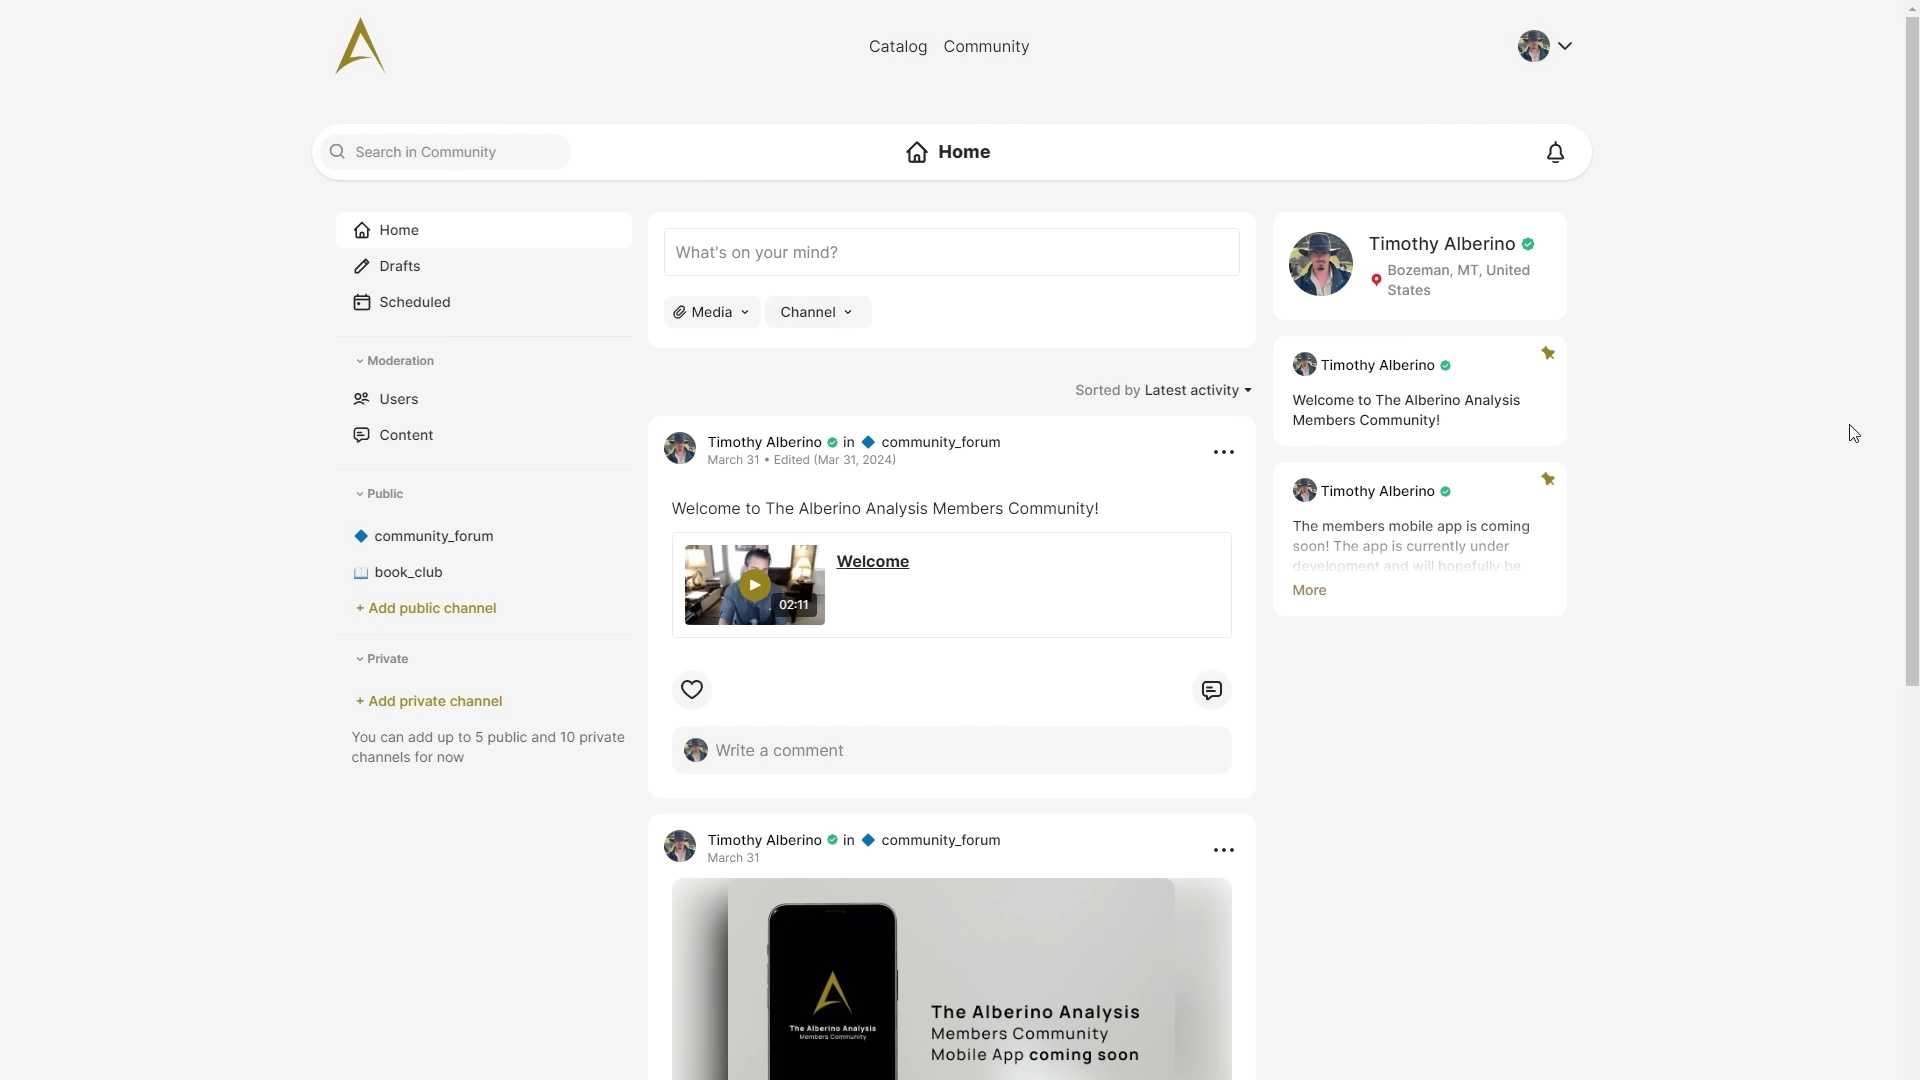 Catalog Community
Search in Community
Home
Home
Drafts
Scheduled
Moderation
Users
Content
Public
community_forum
book_club
+ Add public channel
Private
+ Add private channel
You can add up to 5 public and 10 private
channels for now
What's on your mind?
Media
Channel
Sorted by Latest activity
Timothy Alberino in community_forum
March 31 • Edited (Mar 31, 2024)
Welcome to The Alberino Analysis Members Community!
Welcome
02:11
Write a comment
Timothy Alberino in community_forum
March 31
The Alberino Analysis
Members Community
The Alberino Analysis
Members Community
Mobile App coming soon
Timothy Alberino
Bozeman, MT, United
States
Timothy Alberino
Welcome to The Alberino Analysis
Members Community!
Timothy Alberino
The members mobile app is coming
soon! The app is currently under
development and will hopefully be
More